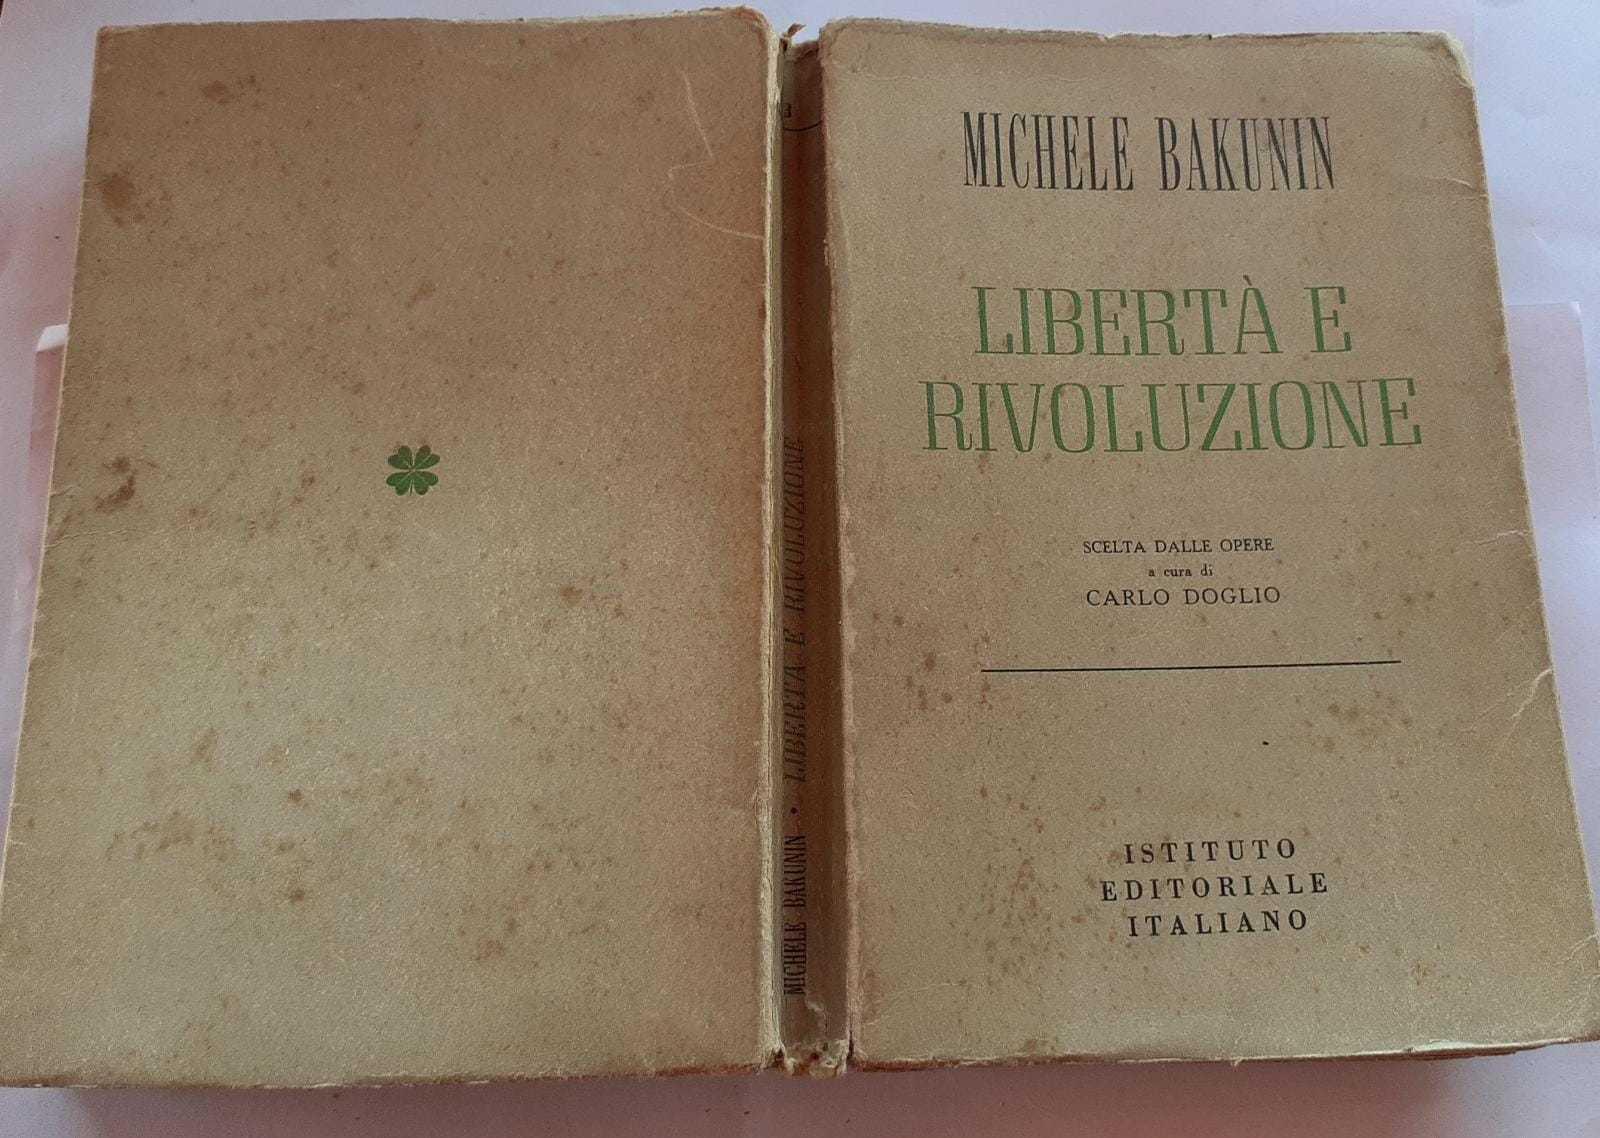 MICHELE BAKUNIN
LIBERTÀ E
RIVOLUZIONE
SCELTA DALLE OPERE
a cura di
CARLO DOGLIO
ISTITUTO
EDITORIALE
ITALIANO
MICHELE BAKUNIN • LIBERTÀ E RIVOLUZIONE